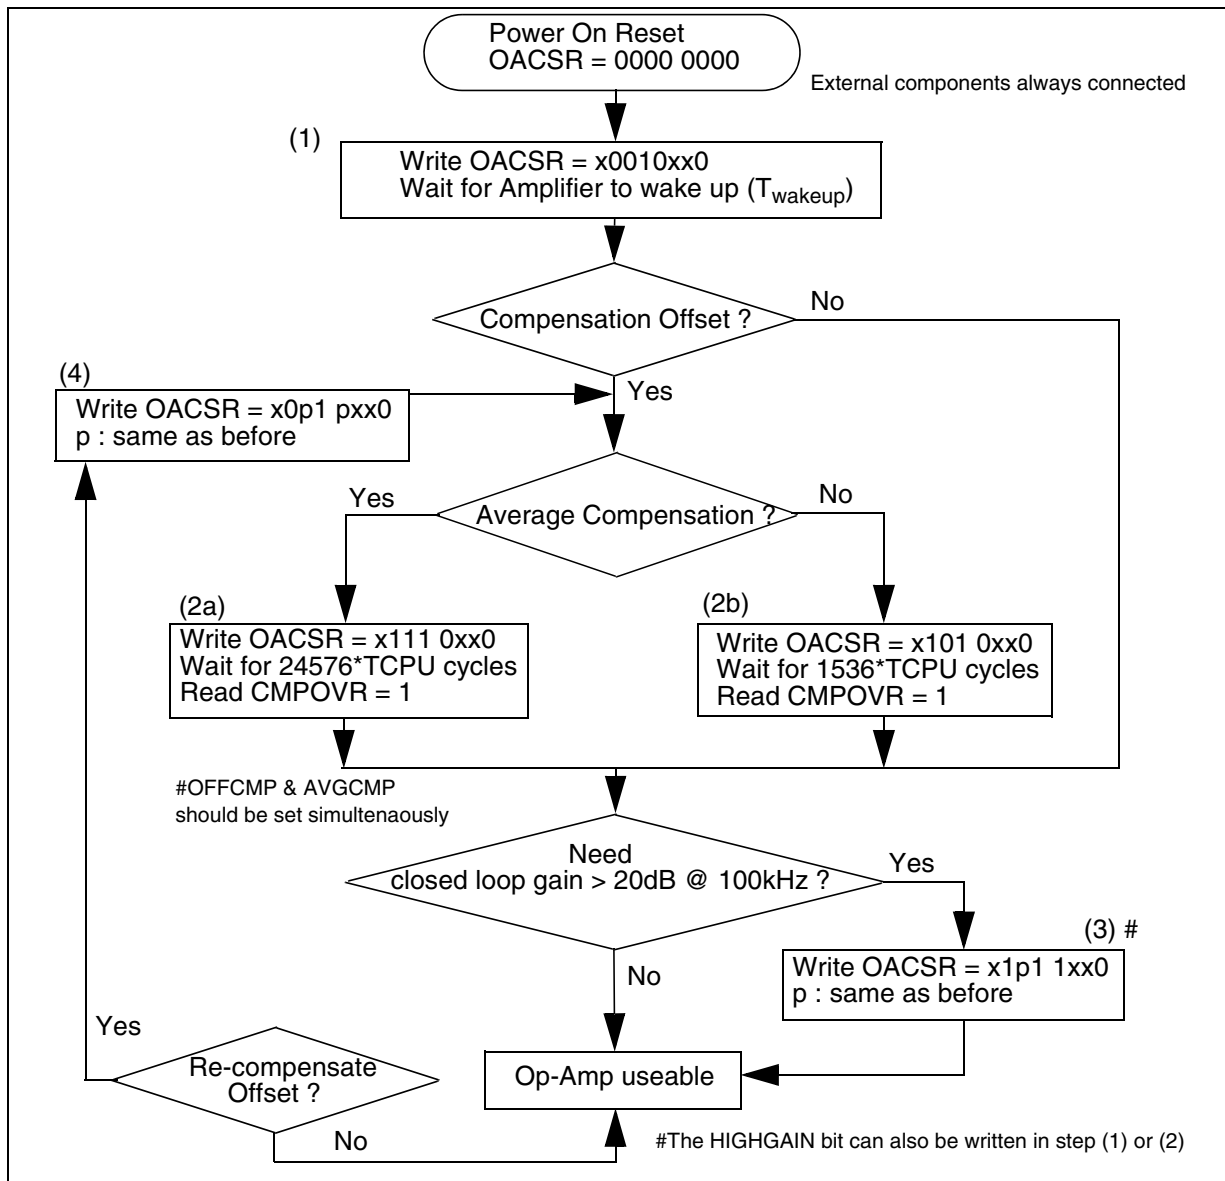 Power On Reset
OACSR = 0000 0000
External components always connected
(1)
Write OACSR = x0010xx0
Wait for Amplifier to wake up (Twakeup)
Compensation Offset ?
No
Yes
(4)
Write OACSR = x0p1 pxx0
p : same as before
Average Compensation ?
Yes
No
(2a)
Write OACSR = x111 0xx0
Wait for 24576*TCPU cycles
Read CMPOVR = 1
(2b)
Write OACSR = x101 0xx0
Wait for 1536*TCPU cycles
Read CMPOVR = 1
#OFFCMP & AVGCMP
should be set simultenaously
Need
closed loop gain > 20dB @ 100kHz ?
Yes
No
(3) #
Write OACSR = x1p1 1xx0
p : same as before
Yes
Re-compensate
Offset ?
No
Op-Amp useable
#The HIGHGAIN bit can also be written in step (1) or (2)